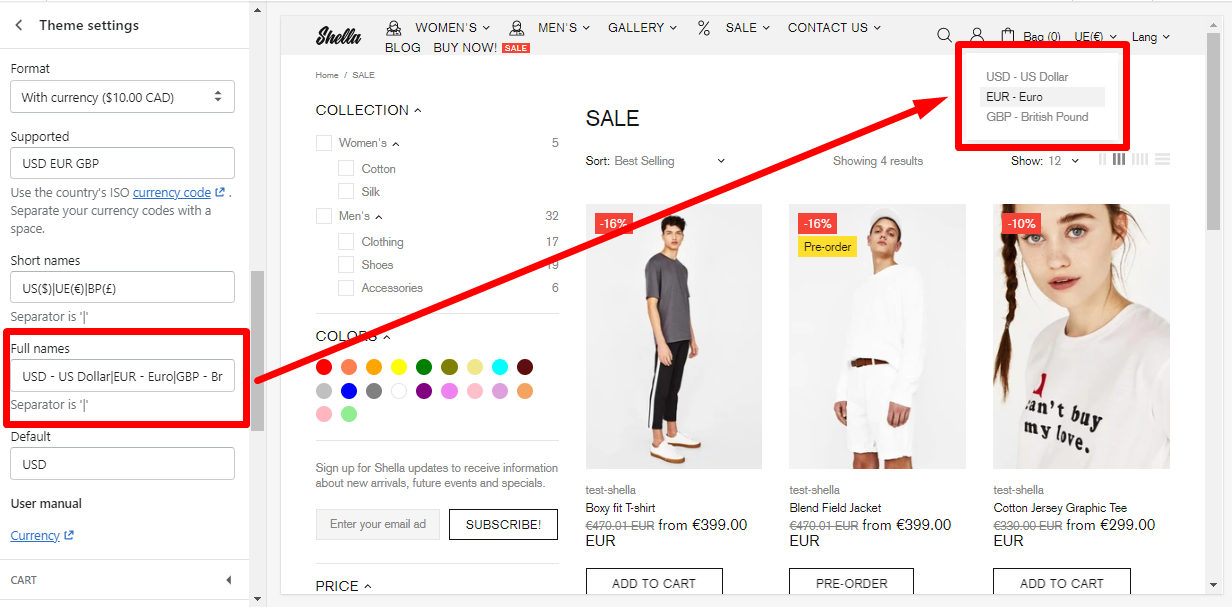 Theme settings
Format
With currency ($10.00 CAD)
Supported
USD EUR GBP
Use the country's ISO currency code .
Separate your currency codes with a
space.
Short names
US($)|UE(€)|BP(£)
Separator is '|'
Full names
USD - US Dollar|EUR - Euro|GBP - Br
Separator is '|'
Default
USD
User manual
Currency
CART
Shella
WOMEN'S
MEN'S
GALLERY
SALE
CONTACT US
BLOG
BUY NOW! SALE
Bag (0)
UE(€)
Lang
USD - US Dollar
EUR - Euro
GBP - British Pound
Home / SALE
COLLECTION
Women's 5
Cotton
Silk
Men's 32
Clothing 17
Shoes 19
Accessories 6
COLORS
Sign up for Shella updates to receive information
about new arrivals, future events and specials.
Enter your email ad
SUBSCRIBE!
PRICE
SALE
Sort: Best Selling
Showing 4 results
Show: 12
-16%
test-shella
Boxy fit T-shirt
€470.01 EUR from €399.00
EUR
ADD TO CART
-16%
Pre-order
test-shella
Blend Field Jacket
€470.01 EUR from €399.00
EUR
PRE-ORDER
-10%
can't buy
my love.
test-shella
Cotton Jersey Graphic Tee
€330.00 EUR from €299.00
EUR
ADD TO CART